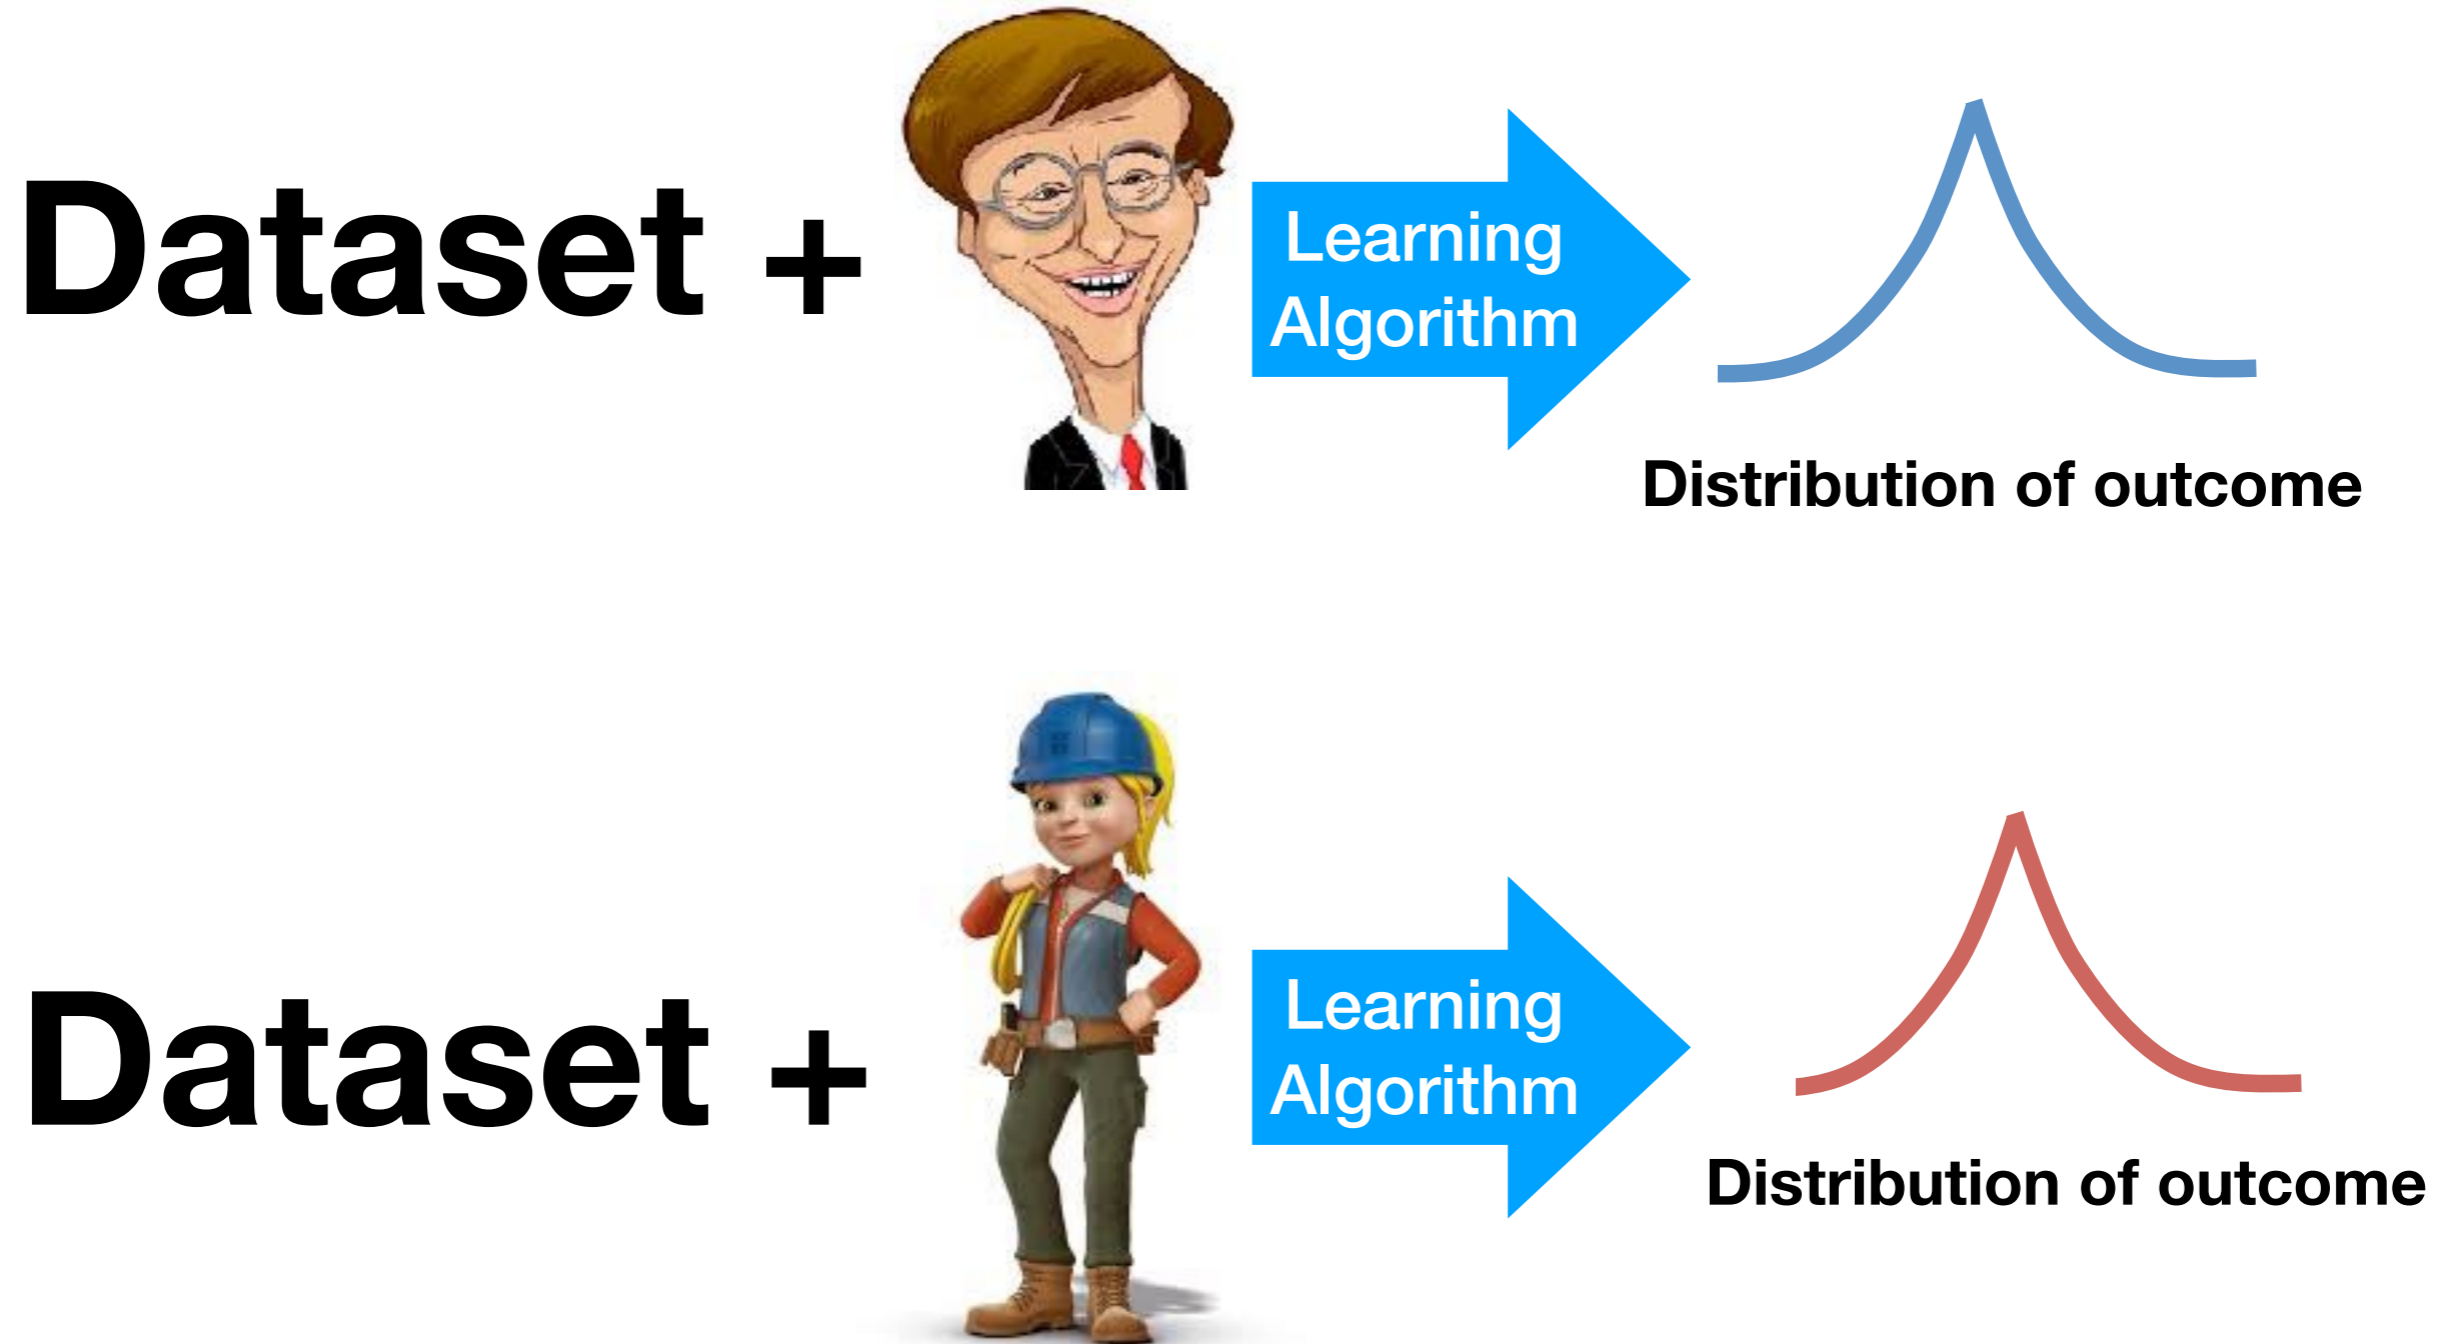 Dataset +
Learning
Algorithm
Distribution of outcome
Dataset +
Learning
Algorithm
Distribution of outcome